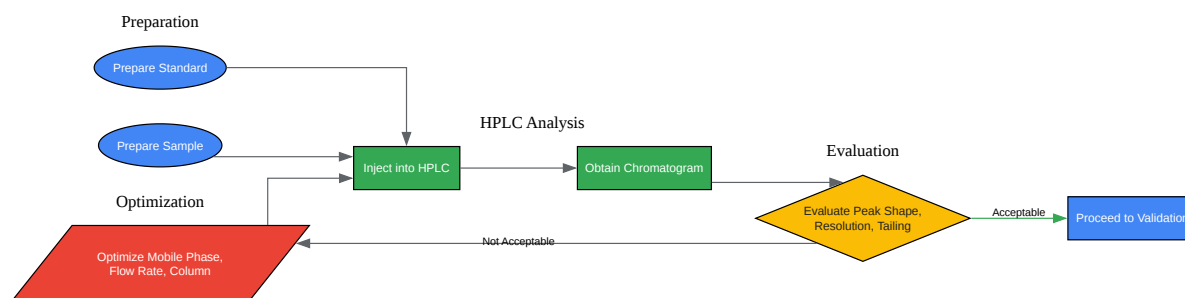 Preparation
Prepare Standard
Prepare Sample
Inject into HPLC
HPLC Analysis
Obtain Chromatogram
Evaluation
Evaluate Peak Shape,
Resolution, Tailing
Acceptable
Proceed to Validation
Not Acceptable
Optimization
Optimize Mobile Phase,
Flow Rate, Column